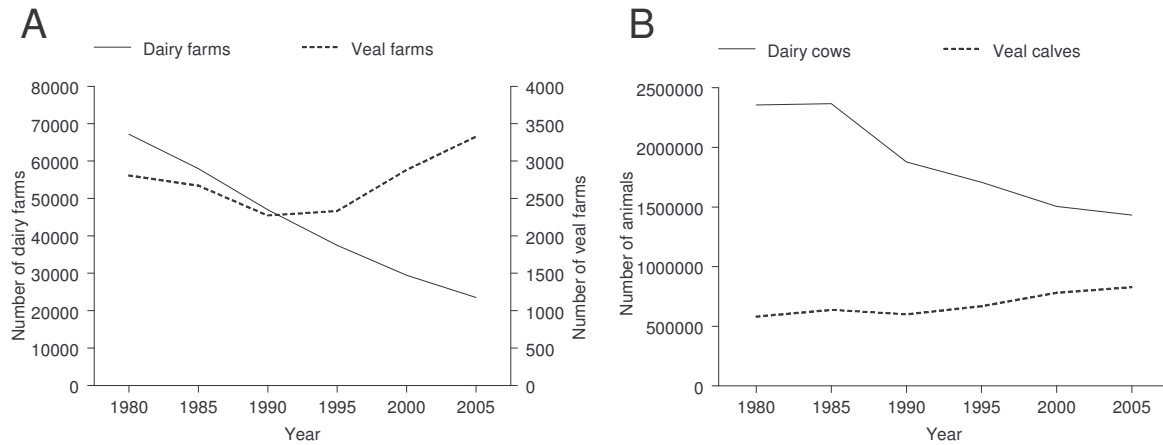 A
Dairy farms
Veal farms
80000
70000
60000
50000
40000
30000
20000
10000
0
Number of dairy farms
4000
3500
3000
2500
2000
1500
1000
500
0
Number of veal farms
1980 1985 1990 1995 2000 2005
Year
B
Dairy cows
Veal calves
2500000
2000000
1500000
1000000
500000
0
Number of animals
1980 1985 1990 1995 2000 2005
Year